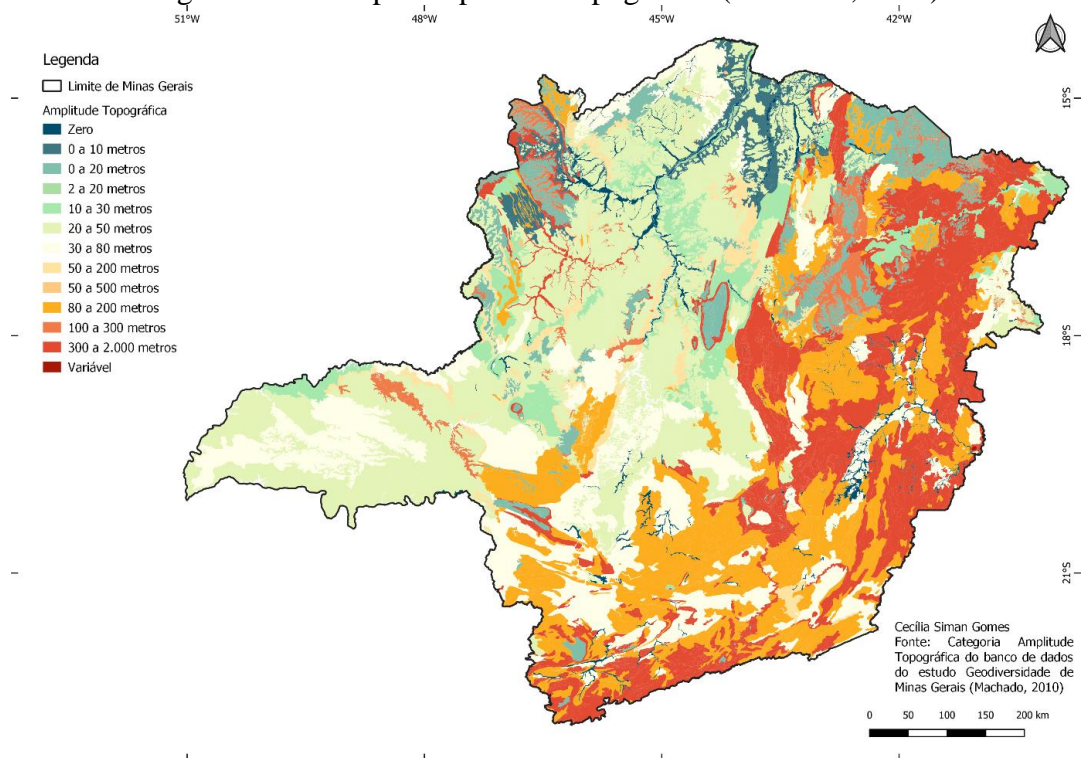 51°W
48°W
45°W
42°W
Legenda
Limite de Minas Gerais
Amplitude Topográfica
Zero
0 a 10 metros
0 a 20 metros
2 a 20 metros
10 a 30 metros
20 a 50 metros
30 a 80 metros
50 a 200 metros
50 a 500 metros
80 a 200 metros
100 a 300 metros
300 a 2.000 metros
Variável
15°S
18°S
21°S
Cecília Siman Gomes
Fonte: Categoria Amplitude
Topográfica do banco de dados
do estudo Geodiversidade de
Minas Gerais (Machado, 2010)
0 50 100 150 200 km